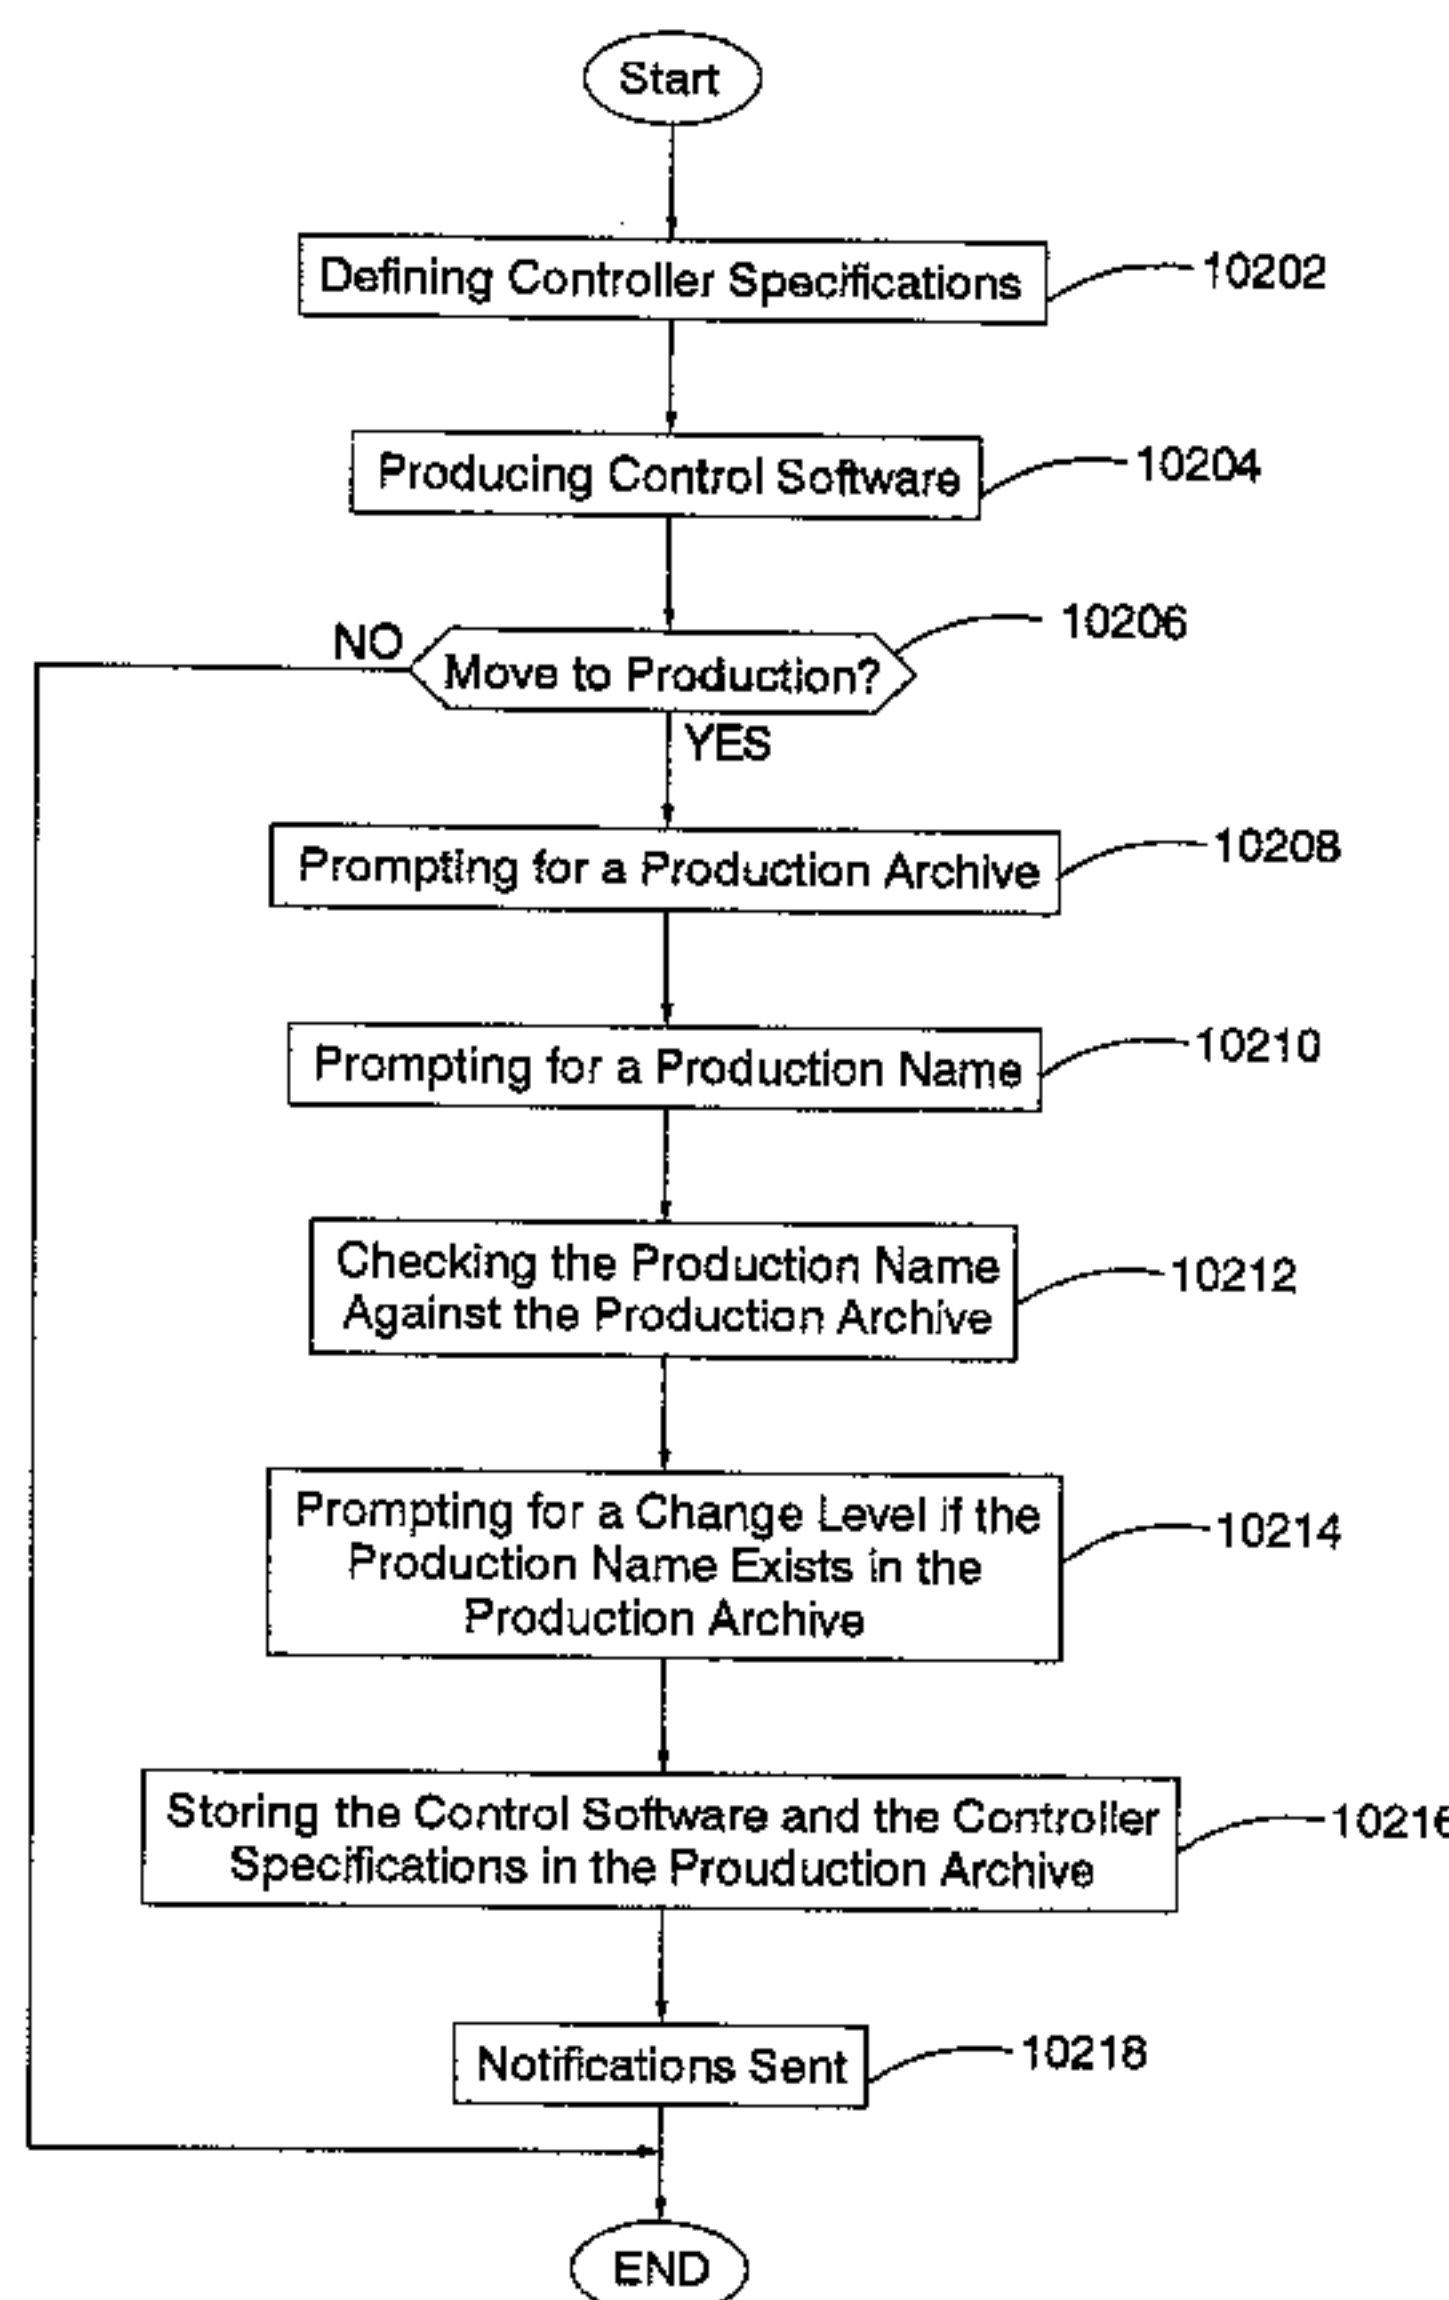 Start
Defining Controller Specifications
10202
Producing Control Software
10204
NO
Move to Production?
10206
YES
Prompting for a Production Archive
10208
Prompting for a Production Name
10210
Checking the Production Name
Against the Production Archive
10212
Prompting for a Change Level if the
Production Name Exists in the
Production Archive
10214
Storing the Control Software and the Controller
Specifications in the Prouduction Archive
10216
Notifications Sent
10218
END